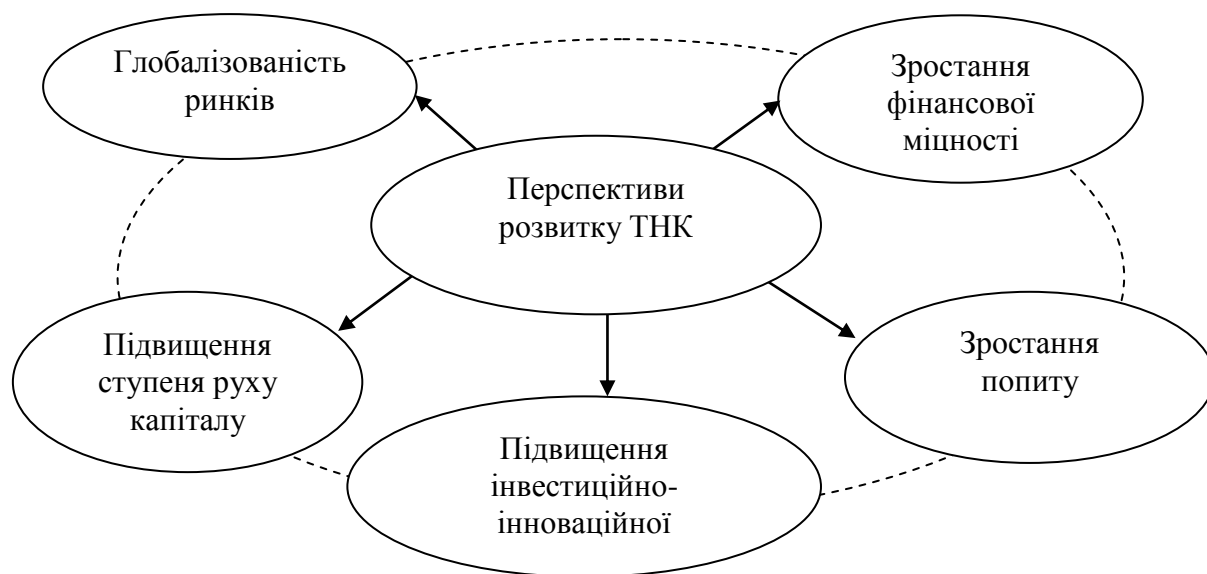 Глобалізованість
ринків
Зростання
фінансової
міцності
Перспективи
розвитку ТНК
Підвищення
ступеня руху
капіталу
Зростання
попиту
Підвищення
інвестиційно-
інноваційної